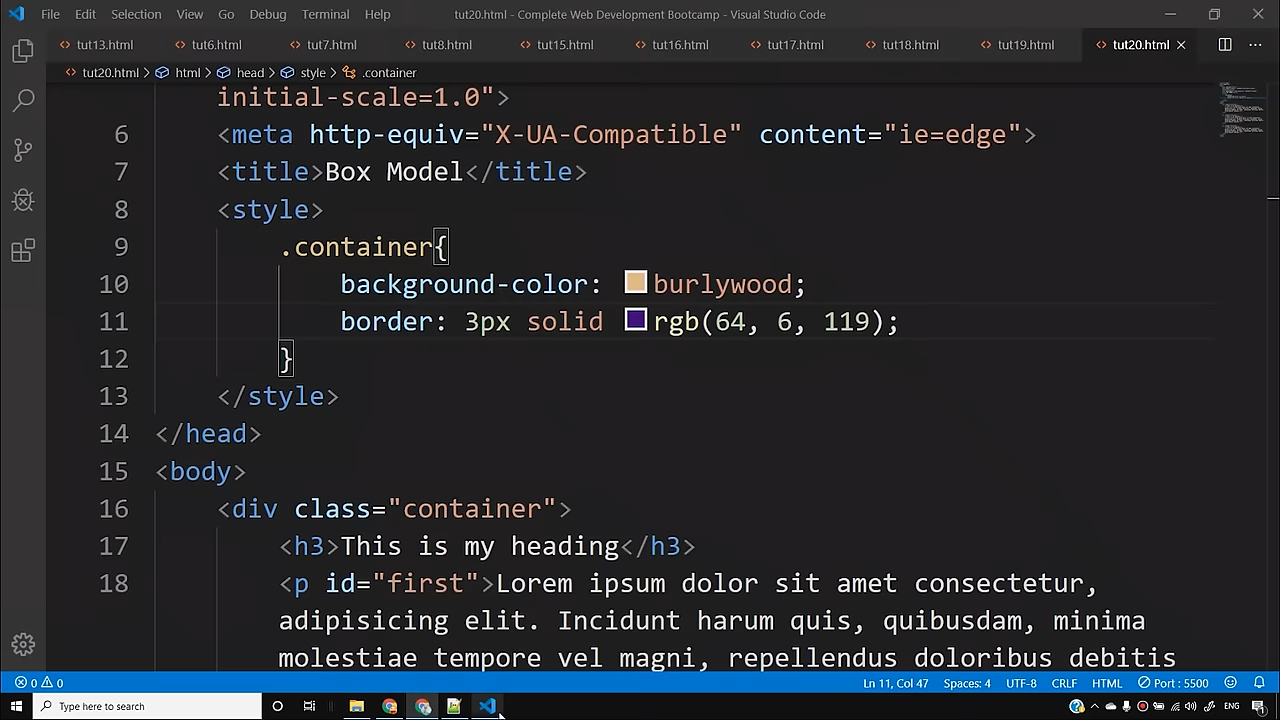 File Edit Selection View Go Debug Terminal Help tut20.html - Complete Web Development Bootcamp - Visual Studio Code
tut13.html tut6.html tut7.html tut8.html tut15.html tut16.html tut17.html tut18.html tut19.html tut20.html
tut20.html > html > head > style > .container
initial-scale=1.0">
6 <meta http-equiv="X-UA-Compatible" content="ie=edge">
7 <title>Box Model</title>
8 <style>
9 .container{
10 background-color: burlywood;
11 border: 3px solid rgb(64, 6, 119);
12 }
13 </style>
14 </head>
15 <body>
16 <div class="container">
17 <h3>This is my heading</h3>
18 <p id="first">Lorem ipsum dolor sit amet consectetur,
adipisicing elit. Incidunt harum quis, quibusdam, minima
molestiae tempore vel magni, repellendus doloribus debitis
0 0 Ln 11, Col 47 Spaces: 4 UTF-8 CRLF HTML Port : 5500
Type here to search ENG